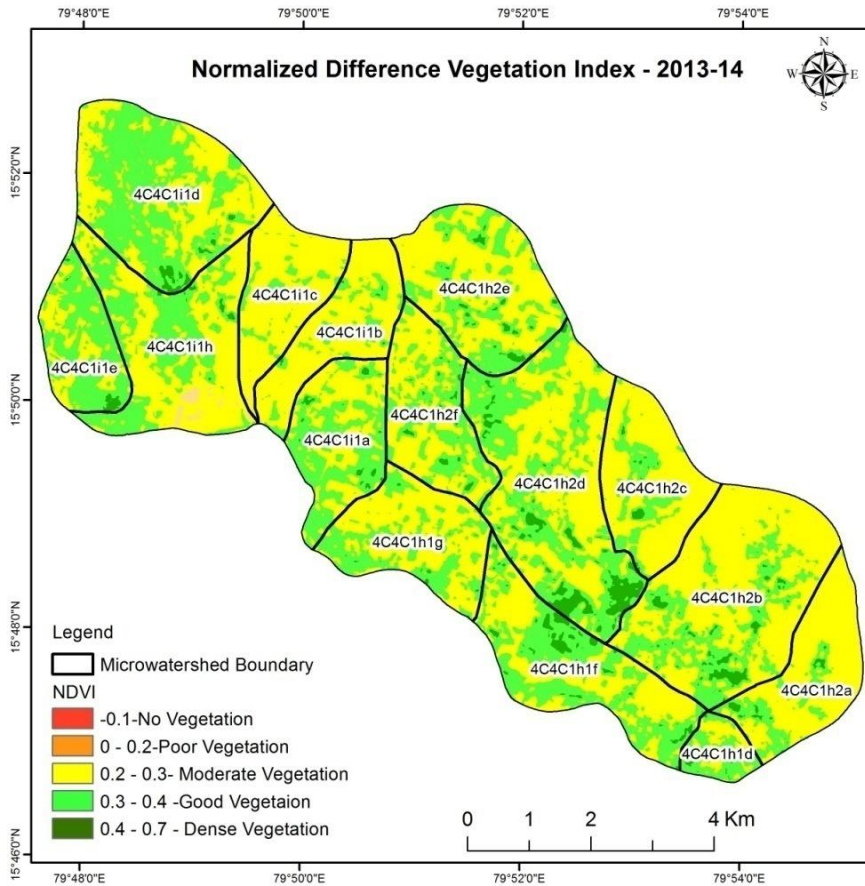 79°48'0"E 79°50'0"E 79°52'0"E 79°54'0"E
Normalized Difference Vegetation Index - 2013-14
N
W E
S
15°52'0"N
4C4C1i1d
4C4C1h2e
4C4C1i1c
4C4C1i1b
4C4C1i1e
4C4C1i1h
15°50'0"N
4C4C1h2f
4C4C1i1a
4C4C1h2d
4C4C1h2c
4C4C1h1g
4C4C1h2b
15°48'0"N
4C4C1h1f
4C4C1h2a
4C4C1h1d
Legend
Microwatershed Boundary
NDVI
-0.1-No Vegetation
0 - 0.2-Poor Vegetation
0.2 - 0.3- Moderate Vegetation
0.3 - 0.4 -Good Vegetaion
0.4 - 0.7 - Dense Vegetation
0 1 2 4 Km
15°46'0"N
79°48'0"E 79°50'0"E 79°52'0"E 79°54'0"E